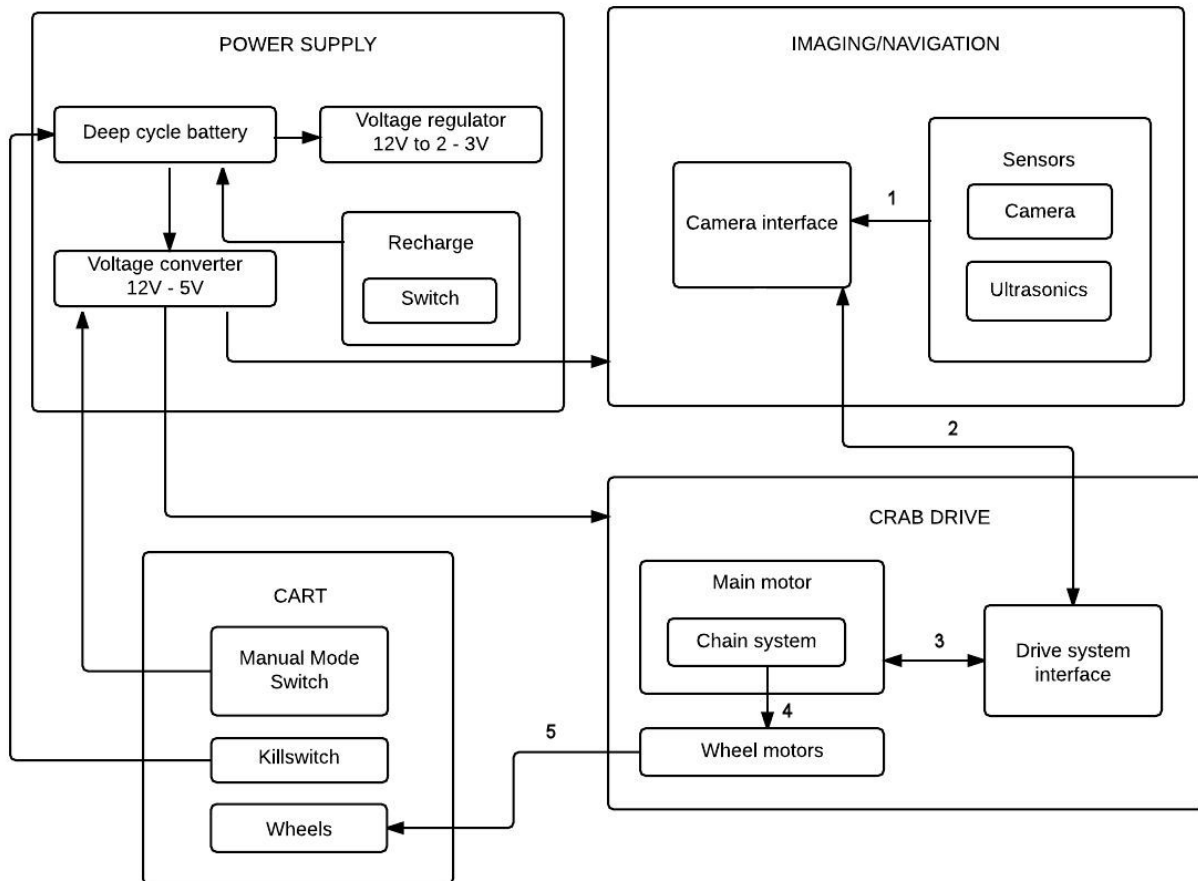 POWER SUPPLY
Deep cycle battery
Voltage regulator
12V to 2 - 3V
Recharge
Switch
Voltage converter
12V - 5V
IMAGING/NAVIGATION
Camera interface
1
Sensors
Camera
Ultrasonics
2
CRAB DRIVE
Main motor
Chain system
3
Drive system
interface
4
Wheel motors
5
CART
Manual Mode
Switch
Killswitch
Wheels